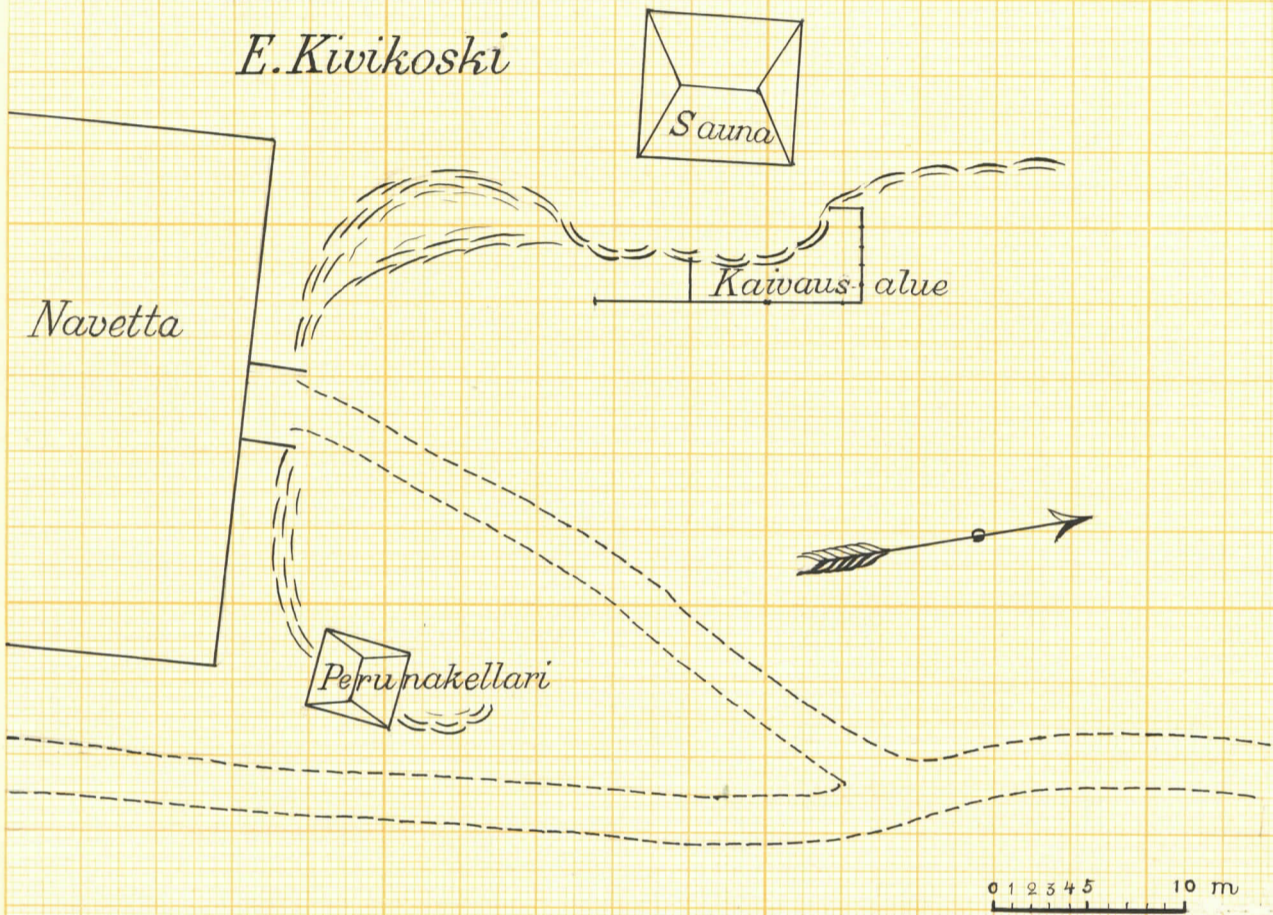 E. Kivikoski
Sauna
Kaivaus- alue
Navetta
Perunakellari
0 1 2 3 4 5 10 m